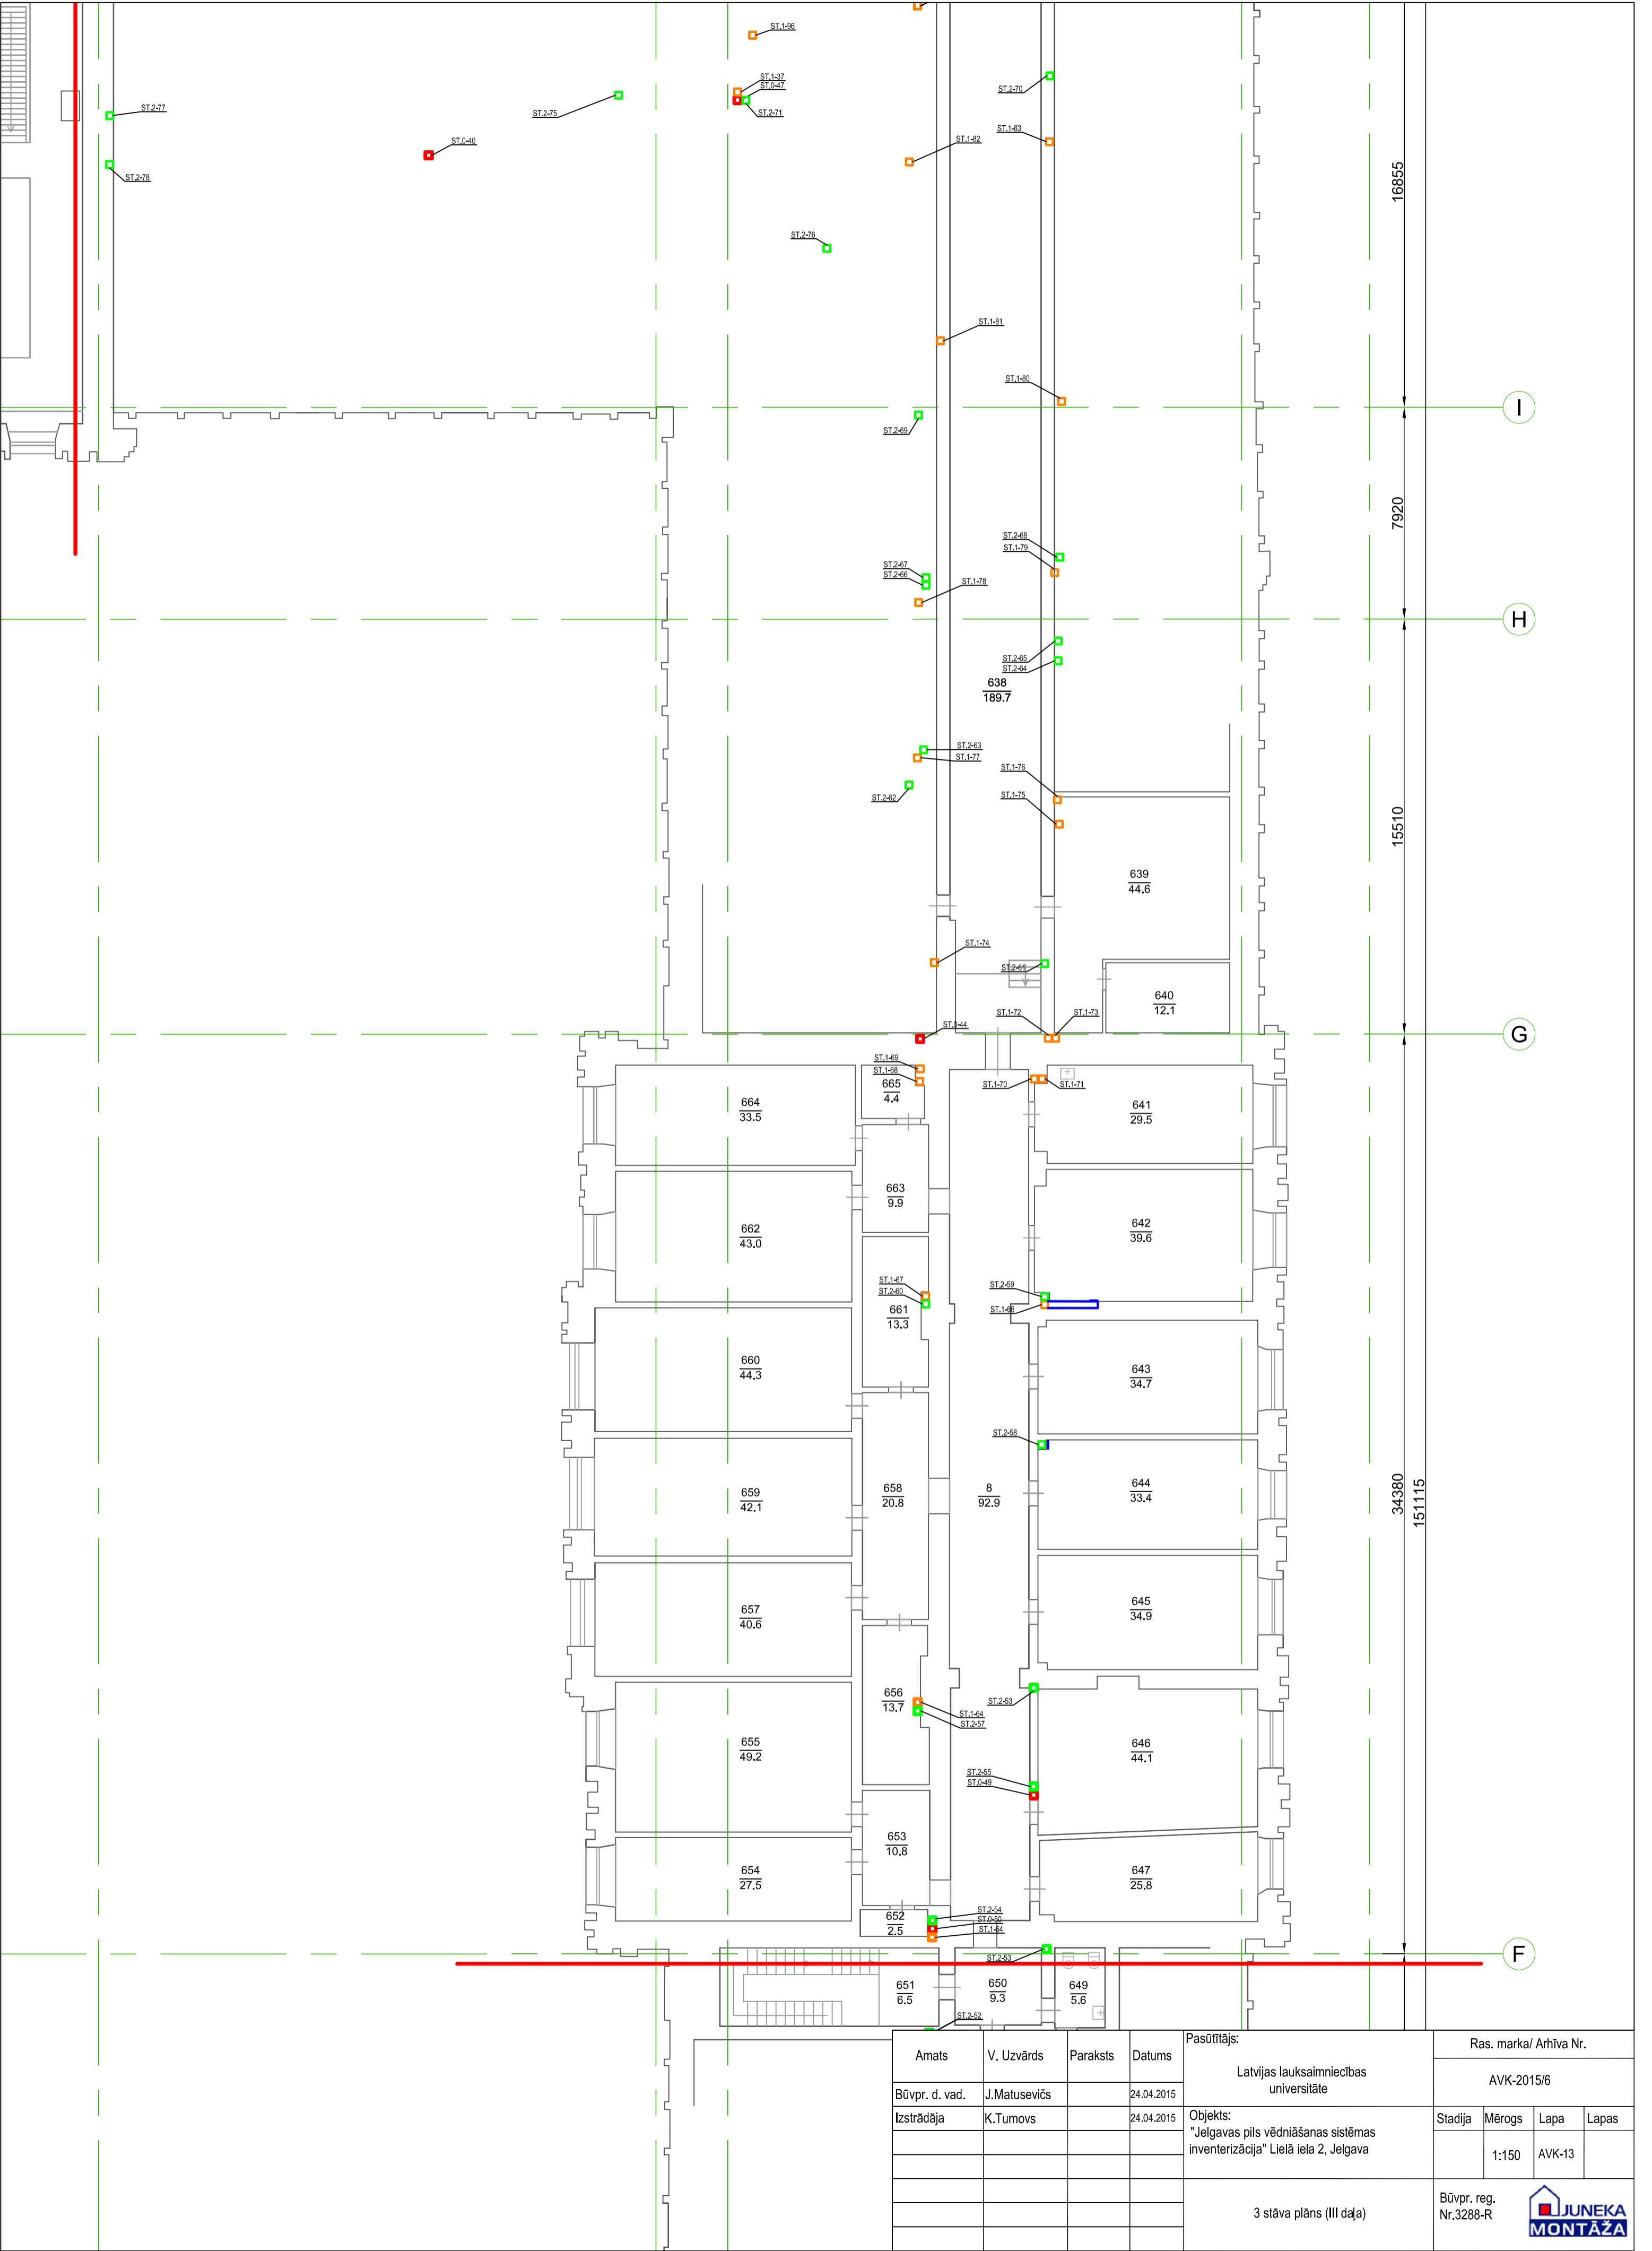 ST.1-96
ST.1-37
ST.0-47
ST.2-71
ST.2-70
ST.2-77
ST.2-75
ST.0-40
ST.1-82
ST.1-83
ST.2-78
16855
ST.2-76
ST.1-81
ST.1-80
I
ST.2-69
7920
ST.2-68
ST.1-79
ST.2-67
ST.2-66
ST.1-78
H
ST.2-65
ST.2-64
638
189.7
ST.2-63
ST.1-77
ST.1-76
ST.2-62
ST.1-75
15510
639
44.6
ST.1-74
ST.2-61
640
12.1
ST.1-72
ST.1-73
ST.0-44
G
ST.1-69
ST.1-68
665
4.4
ST.1-70
ST.1-71
664
33.5
641
29.5
663
9.9
662
43.0
642
39.6
ST.1-67
ST.2-60
661
13.3
ST.2-59
ST.1-66
660
44.3
643
34.7
ST.2-58
659
42.1
658
20.8
8
92.9
644
33.4
34380
151115
657
40.6
645
34.9
656
13.7
ST.2-53
ST.1-64
ST.2-57
655
49.2
646
44.1
ST.2-55
ST.0-49
653
10.8
654
27.5
647
25.8
652
2.5
ST.2-54
ST.0-50
ST.1-64
ST.2-53
F
651
6.5
650
9.3
649
5.6
ST.2-52
Amats V. Uzvārds Paraksts Datums
Būvpr. d. vad. J.Matusevičs 24.04.2015
Izstrādāja K.Tumovs 24.04.2015
Pasūtītājs:
Latvijas lauksaimniecības
universitāte
Objekts:
"Jelgavas pils vēdniāšanas sistēmas
inventerizācija" Lielā iela 2, Jelgava
3 stāva plāns (III daļa)
Ras. marka/ Arhīva Nr.
AVK-2015/6
Stadija Mērogs Lapa Lapas
1:150 AVK-13
Būvpr. reg.
Nr.3288-R
JUNEKA
MONTĀŽA